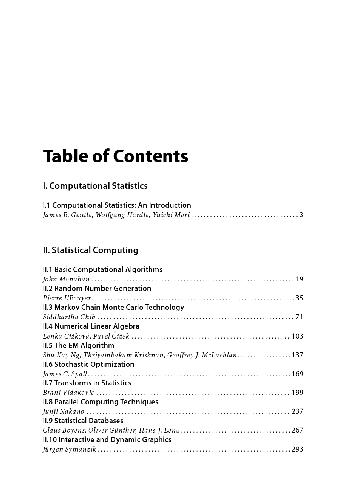 Table of Contents
I. Computational Statistics
I.1 Computational Statistics: An Introduction
James E. Gentle, Wolfgang Härdle, Yuichi Mori 3
II. Statistical Computing
II.1 Basic Computational Algorithms
John Monahan 19
II.2 Random Number Generation
Pierre L'Ecuyer 35
II.3 Markov Chain Monte Carlo Technology
Siddhartha Chib 71
II.4 Numerical Linear Algebra
Lenka Čížková, Pavel Čížek 103
II.5 The EM Algorithm
Shu Kay Ng, Thriyambakam Krishnan, Geoffrey J. McLachlan 137
II.6 Stochastic Optimization
James C. Spall 169
II.7 Transforms in Statistics
Brani Vidakovic 199
II.8 Parallel Computing Techniques
Junji Nakano 237
II.9 Statistical Databases
Claus Boyens, Oliver Günther, Hans-J. Lenz 267
II.10 Interactive and Dynamic Graphics
Jürgen Symanzik 293